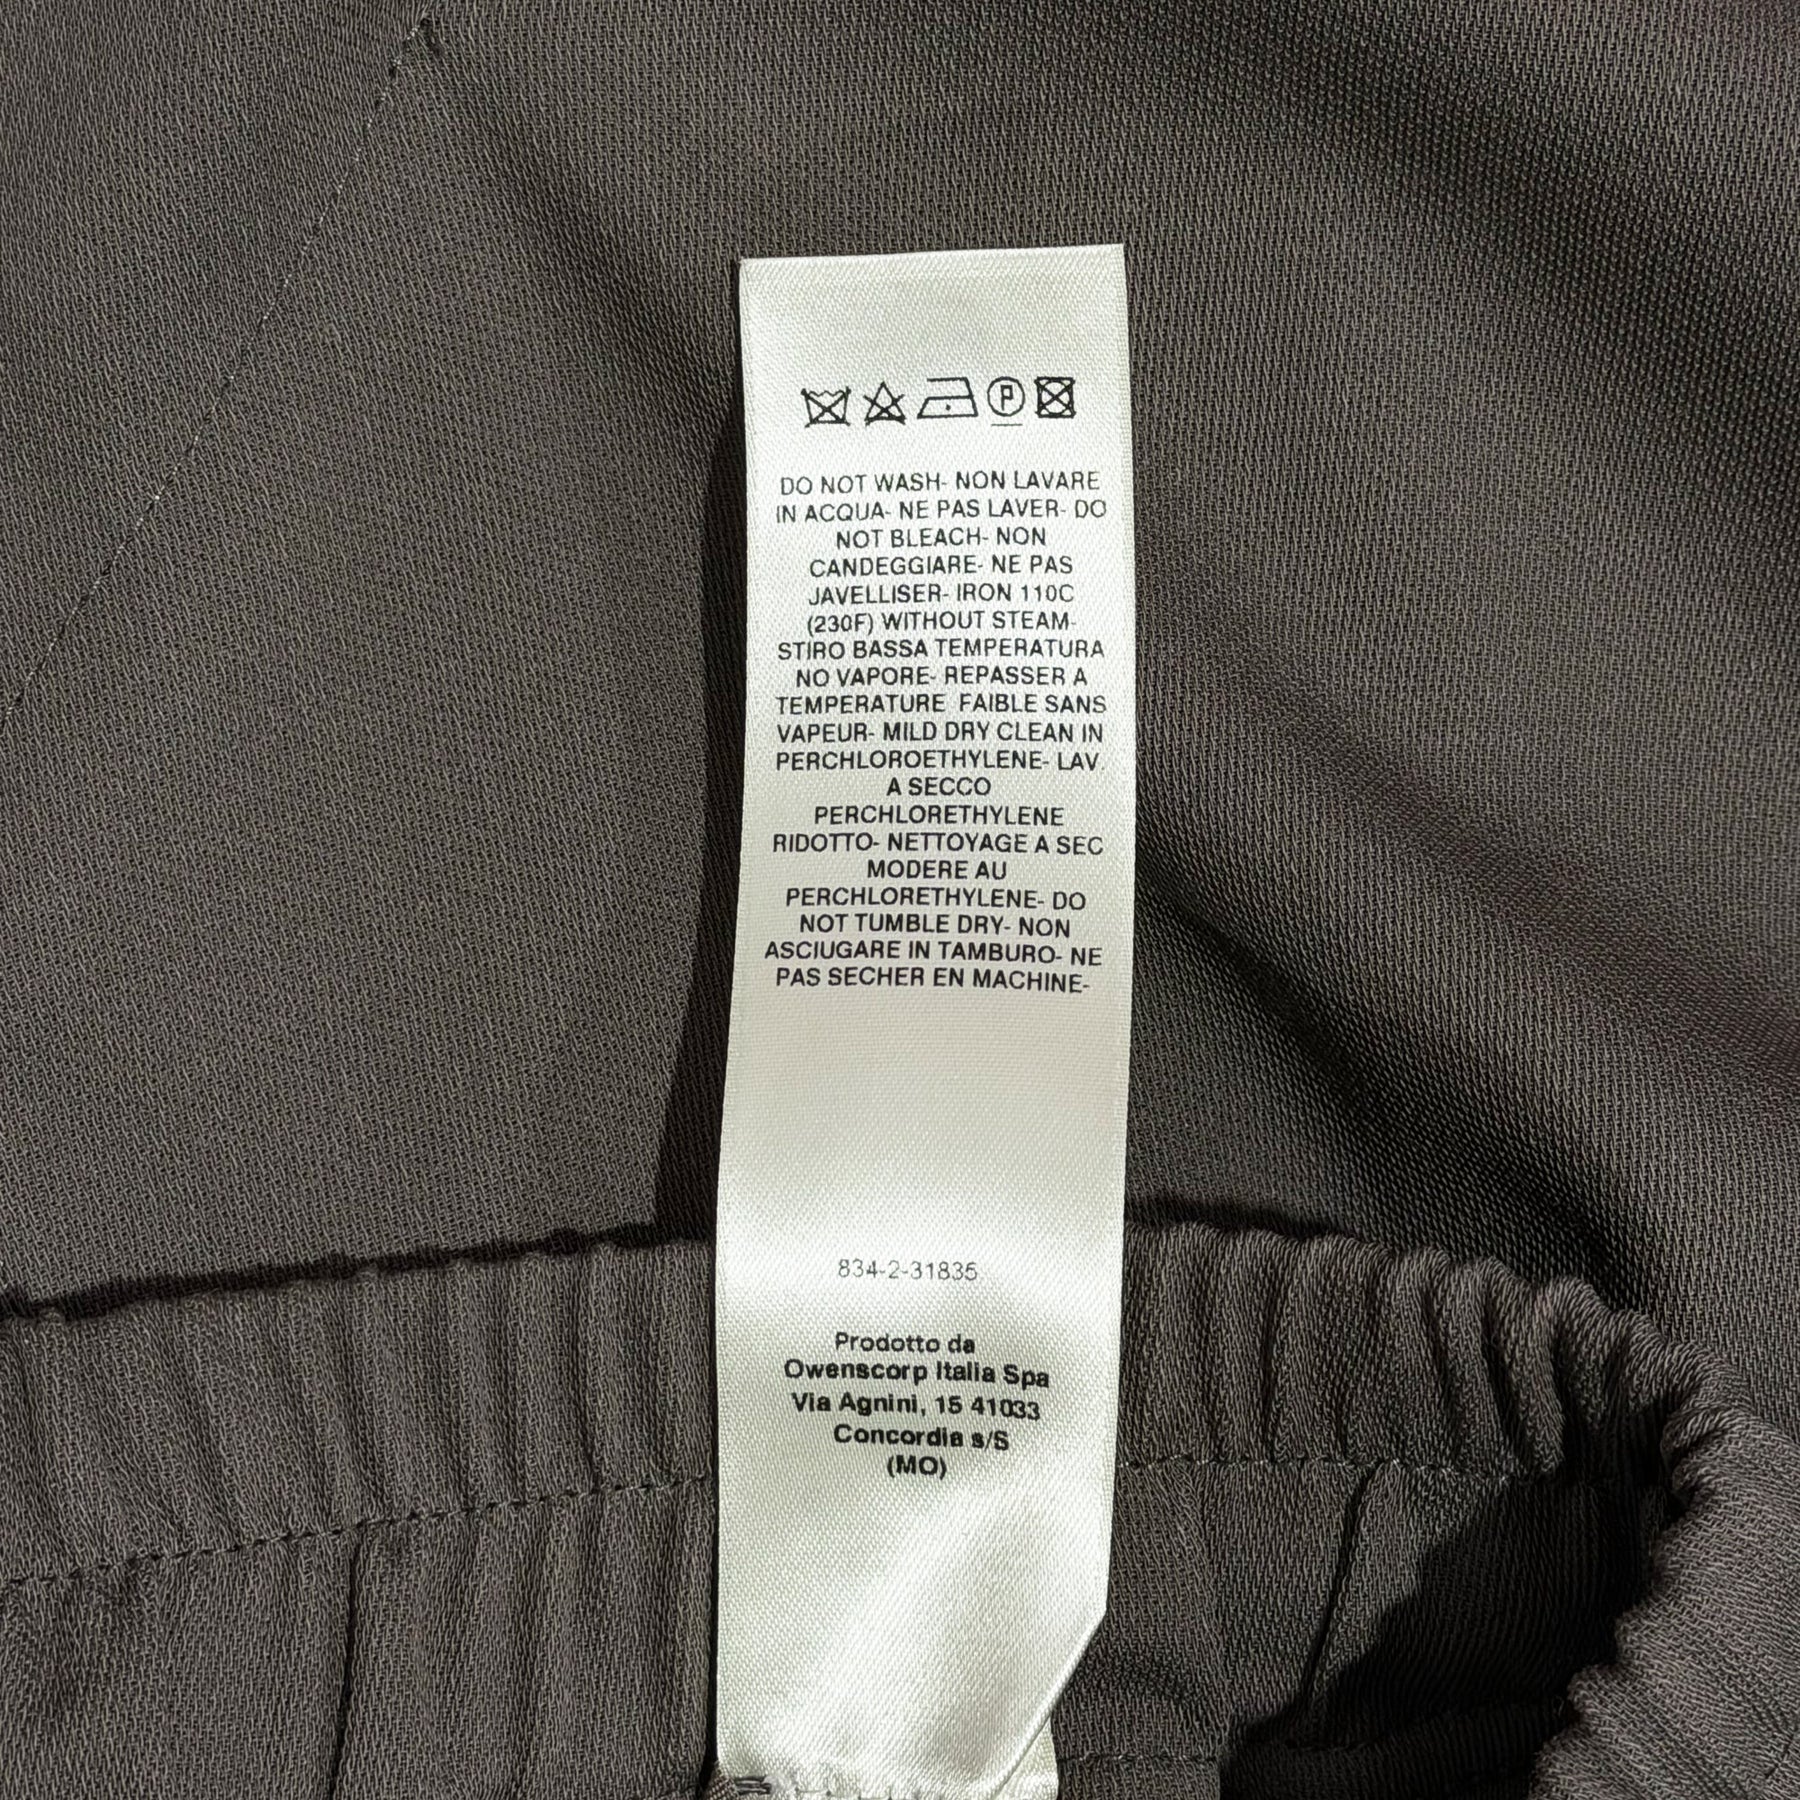 DO NOT WASH- NON LAVARE
IN ACQUA- NE PAS LAVER- DO
NOT BLEACH- NON
CANDEGGIARE- NE PAS
JAVELLISER- IRON 110C
(230F) WITHOUT STEAM-
STIRO BASSA TEMPERATURA
NO VAPORE- REPASSER A
TEMPERATURE FAIBLE SANS
VAPEUR- MILD DRY CLEAN IN
PERCHLOROETHYLENE- LAV.
A SECCO
PERCHLORETHYLENE
RIDOTTO- NETTOYAGE A SEC
MODERE AU
PERCHLORETHYLENE- DO
NOT TUMBLE DRY- NON
ASCIUGARE IN TAMBURO- NE
PAS SECHER EN MACHINE-
834-2-31835
Prodotto da
Owenscorp Italia Spa
Via Agnini, 15 41033
Concordia s/S
(MO)